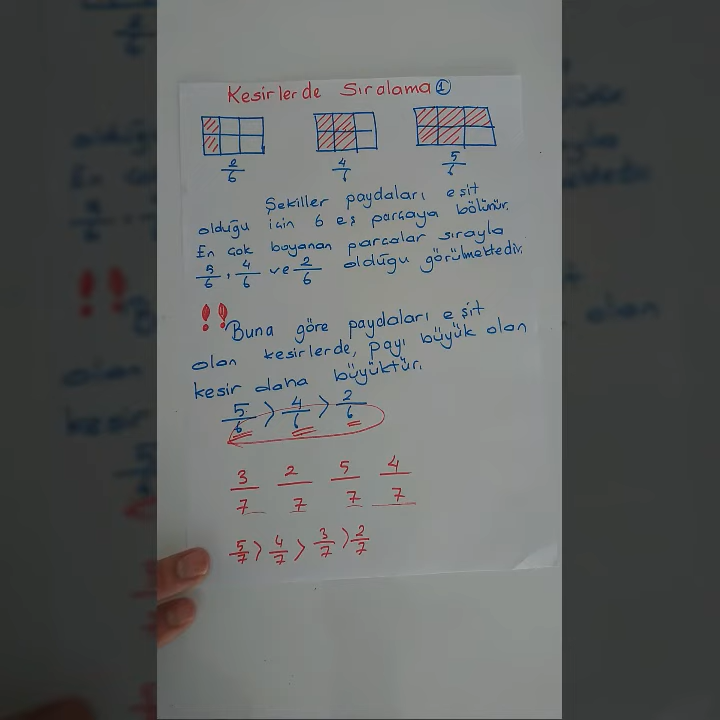 Kesirlerde Sıralama 1
2/6 4/6 5/6
Şekiller paydaları eşit
olduğu için 6 eş parçaya bölünür.
En çok boyanan parçalar sırayla
5/6, 4/6 ve 2/6 olduğu görülmektedir.
!! Buna göre paydaları eşit
olan kesirlerde, payı büyük olan
kesir daha büyüktür.
5/6 > 4/6 > 2/6
3/7 2/7 5/7 4/7
5/7 > 4/7 > 3/7 > 2/7